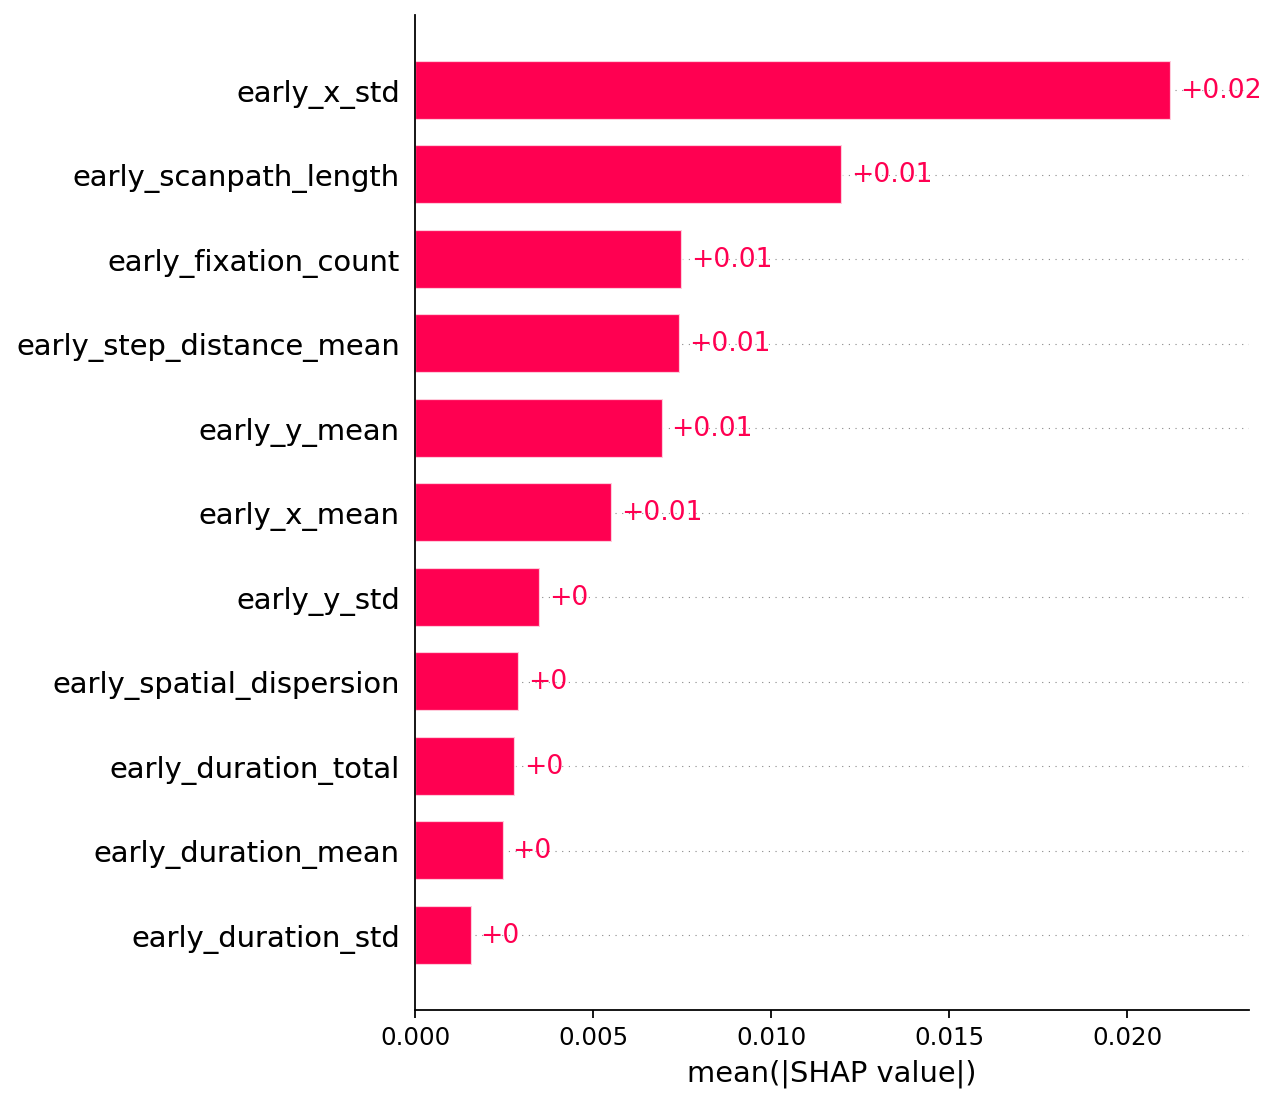 early_x_std +0.02
early_scanpath_length +0.01
early_fixation_count +0.01
early_step_distance_mean +0.01
early_y_mean +0.01
early_x_mean +0.01
early_y_std +0
early_spatial_dispersion +0
early_duration_total +0
early_duration_mean +0
early_duration_std +0
0.000 0.005 0.010 0.015 0.020
mean(|SHAP value|)